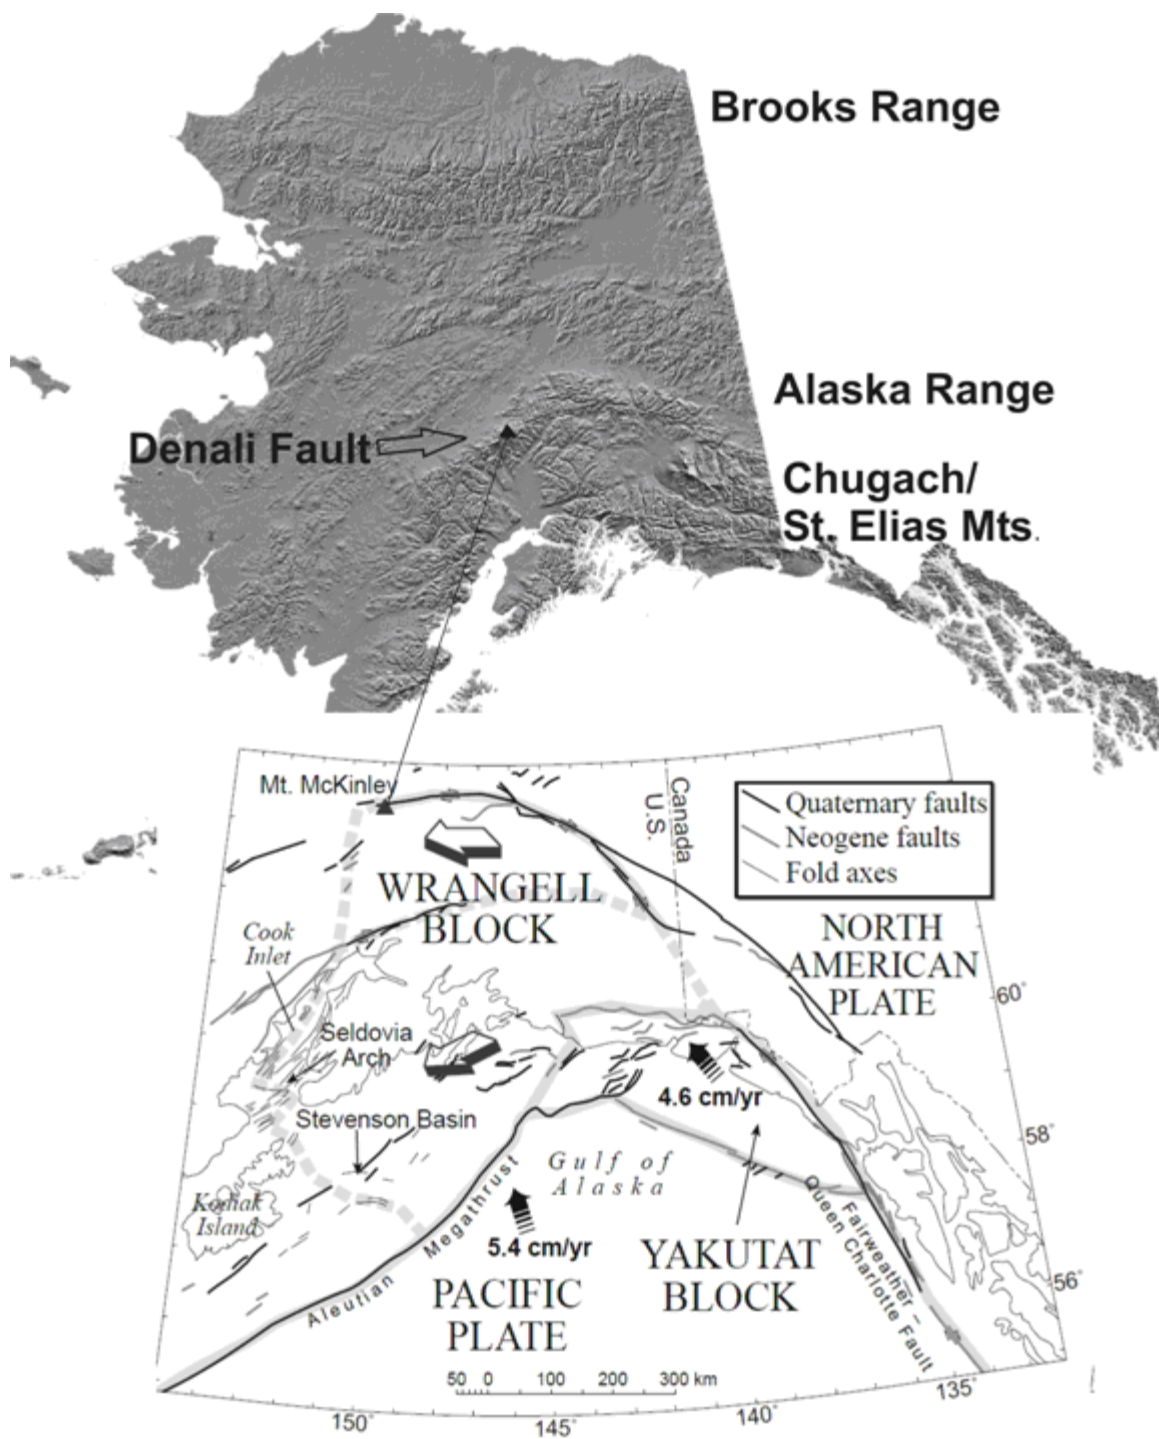 Brooks Range
Alaska Range
Denali Fault
Chugach/
St. Elias Mts.
Mt. McKinley
Canada
U.S.
Quaternary faults
Neogene faults
Fold axes
WRANGELL
BLOCK
NORTH
AMERICAN
PLATE
Cook
Inlet
60°
Seldovia
Arch
4.6 cm/yr
Stevenson Basin
58°
Gulf of
Alaska
Kodiak
Island
5.4 cm/yr
YAKUTAT
BLOCK
Aleutian Megathrust
Fairweather –
Queen Charlotte Fault
56°
PACIFIC
PLATE
50 0 100 200 300 km
150° 145° 140° 135°